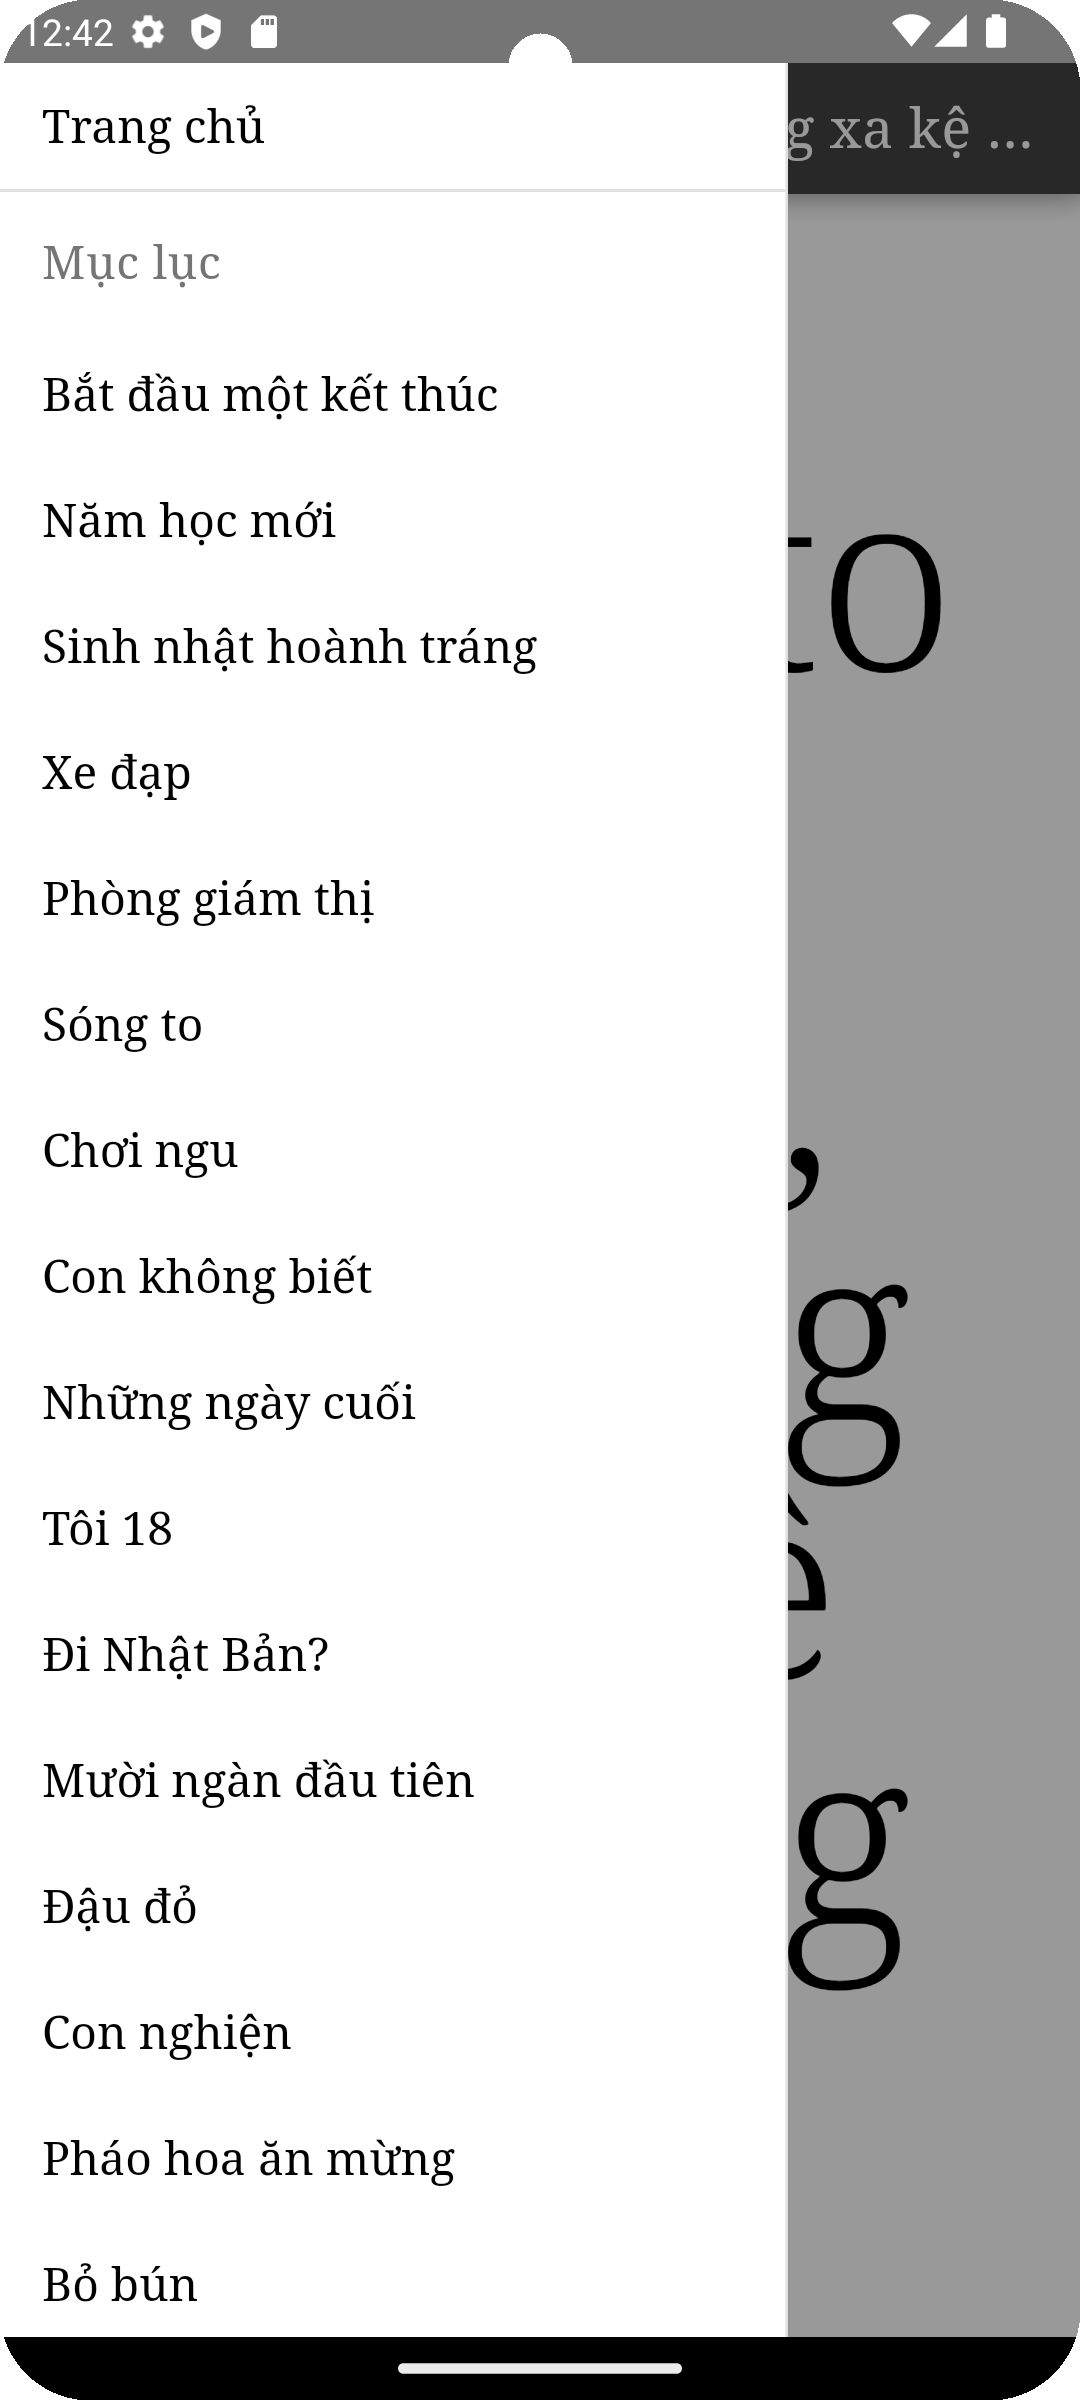 12:42
Trang chủ
g xa kệ ...
Mục lục
Bắt đầu một kết thúc
Năm học mới
Sinh nhật hoành tráng
Xe đạp
Phòng giám thị
Sóng to
Chơi ngu
Con không biết
Những ngày cuối
Tôi 18
Đi Nhật Bản?
Mười ngàn đầu tiên
Đậu đỏ
Con nghiện
Pháo hoa ăn mừng
Bỏ bún
to
,
g
g